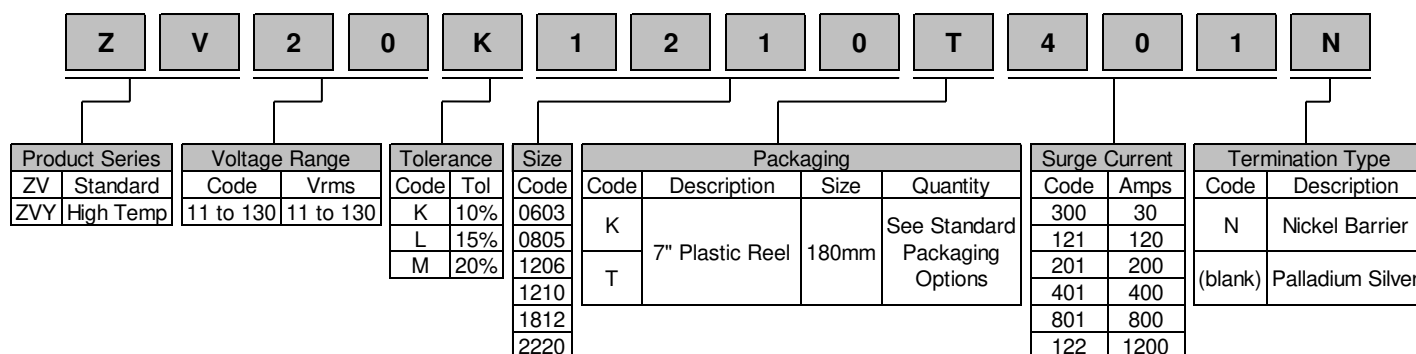 Z V 2 0 K 1 2 1 0 T 4 0 1 N
Product Series
ZV Standard
ZVY High Temp
Voltage Range
Code Vrms
11 to 130 11 to 130
Tolerance
Code Tol
K 10%
L 15%
M 20%
Size
Code
0603
0805
1206
1210
1812
2220
Packaging
Code Description Size Quantity
K
T
7" Plastic Reel
180mm
See Standard
Packaging
Options
Surge Current
Code Amps
300 30
121 120
201 200
401 400
801 800
122 1200
Termination Type
Code Description
N Nickel Barrier
(blank) Palladium Silver